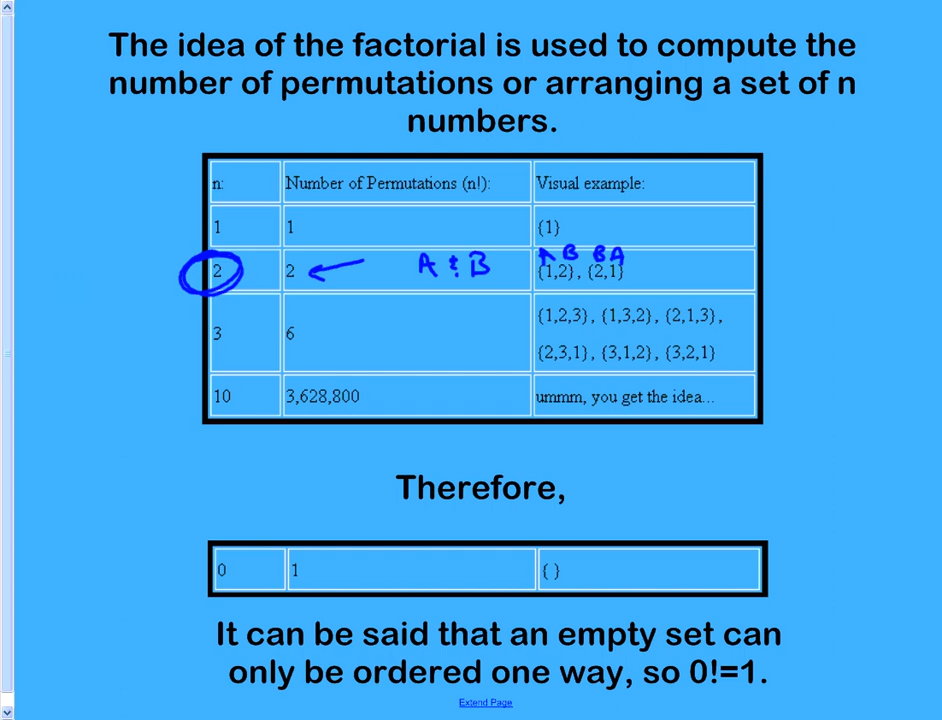 The idea of the factorial is used to compute the
number of permutations or arranging a set of n
numbers.
n: Number of Permutations (n!): Visual example:
1 1 {1}
A B B A
2 2 A & B {1,2}, {2,1}
3 6 {1,2,3}, {1,3,2}, {2,1,3},
{2,3,1}, {3,1,2}, {3,2,1}
10 3,628,800 ummm, you get the idea...
Therefore,
0 1 { }
It can be said that an empty set can
only be ordered one way, so 0!=1.
Extend Page